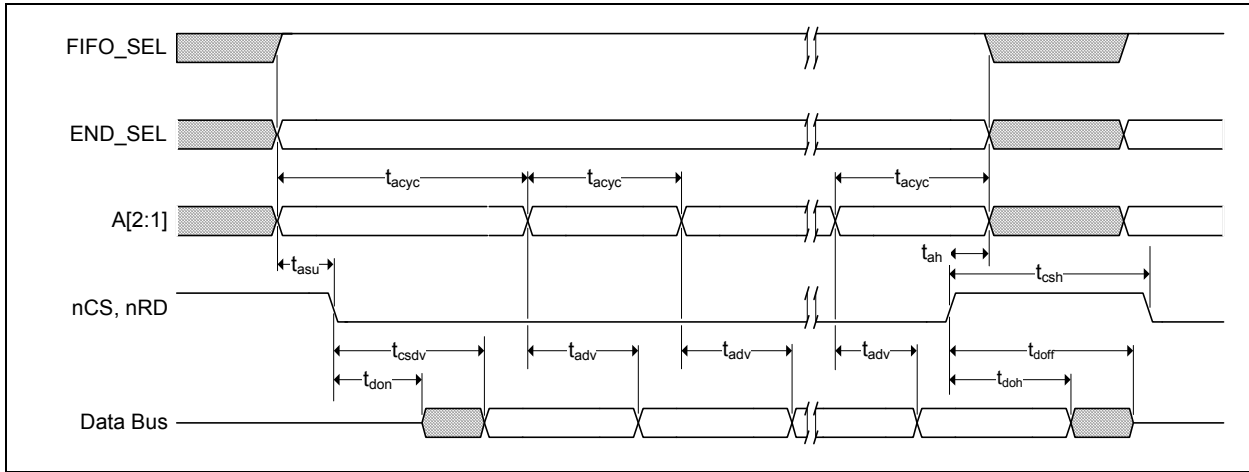 FIFO_SEL
END_SEL
tacyc tacyc tacyc
A[2:1]
tasu tah tcsh
nCS, nRD
tcsdv tadv tadv tadv tdoff
tdon tdoh
Data Bus